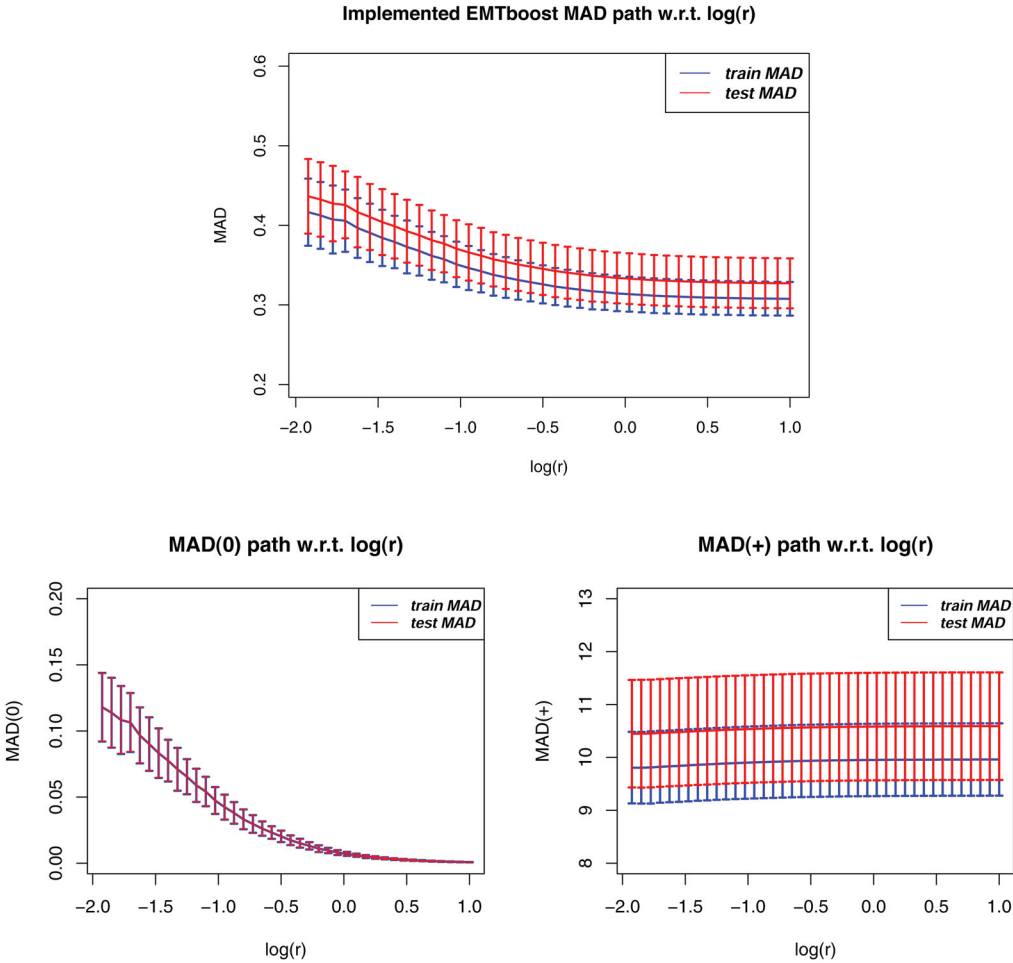 Implemented EMTboost MAD path w.r.t. log(r)
train MAD
test MAD
0.6
0.5
0.4
0.3
0.2
MAD
−2.0 −1.5 −1.0 −0.5 0.0 0.5 1.0
log(r)
MAD(0) path w.r.t. log(r)
train MAD
test MAD
0.20
0.15
0.10
0.05
0.00
MAD(0)
−2.0 −1.5 −1.0 −0.5 0.0 0.5 1.0
log(r)
MAD(+) path w.r.t. log(r)
train MAD
test MAD
13
12
11
10
9
8
MAD(+)
−2.0 −1.5 −1.0 −0.5 0.0 0.5 1.0
log(r)